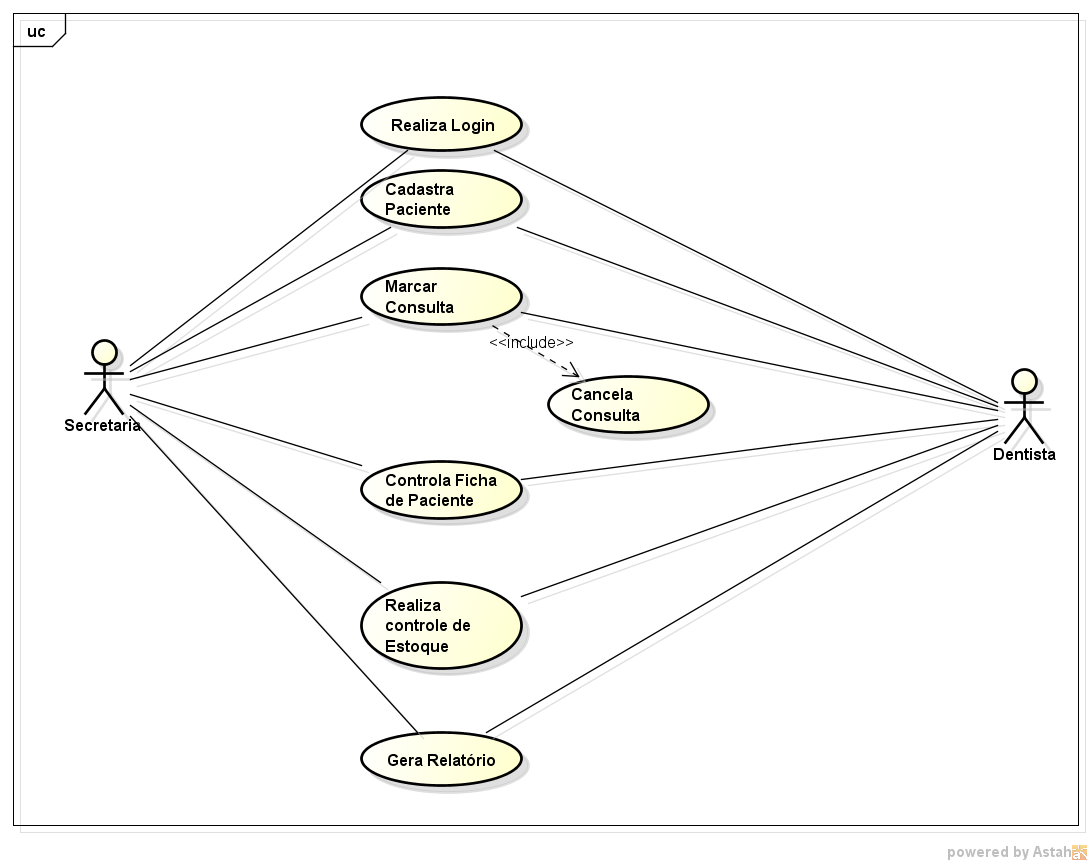 uc
Realiza Login
Cadastra
Paciente
Marcar
Consulta
<<include>>
Cancela
Consulta
Secretaria
Dentista
Controla Ficha
de Paciente
Realiza
controle de
Estoque
Gera Relatório
powered by Astah